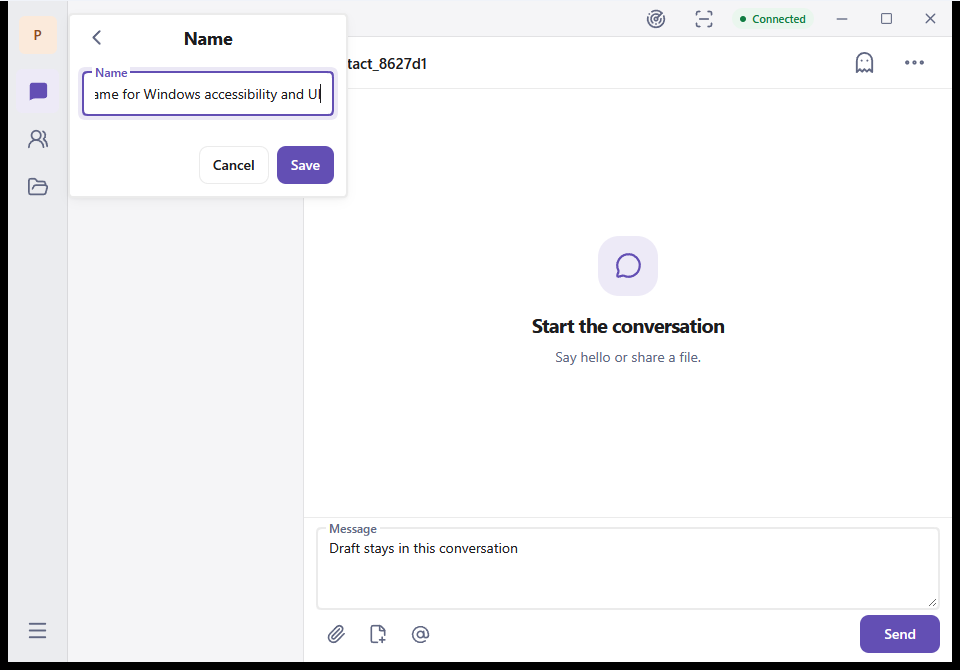 P
Name
Name
ame for Windows accessibility and UI
Cancel
Save
Connected
tact_8627d1
Start the conversation
Say hello or share a file.
Message
Draft stays in this conversation
Send